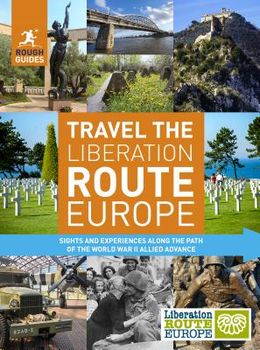 ROUGH
GUIDES
TRAVEL THE
LIBERATION
ROUTE
EUROPE
SIGHTS AND EXPERIENCES ALONG THE PATH
OF THE WORLD WAR II ALLIED ADVANCE
Liberation
ROUTE
EUROPE